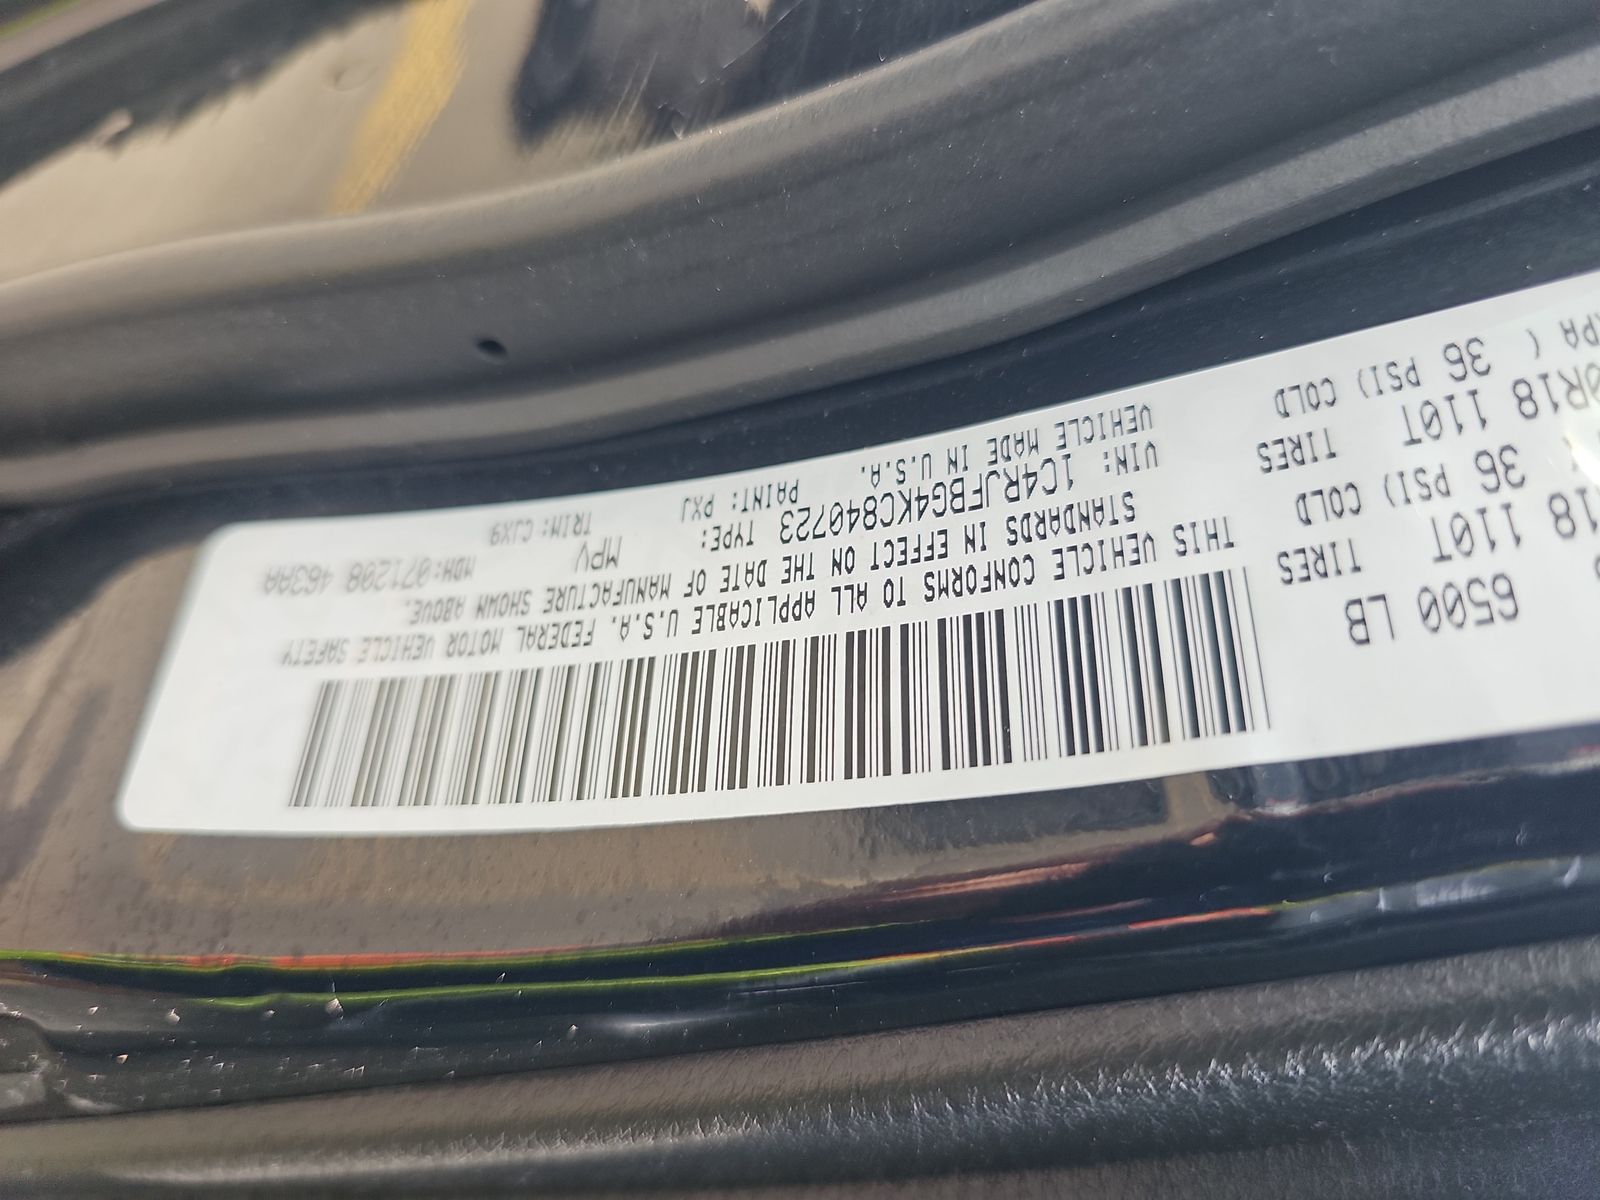 6500 LB
TIRES
18 110T
36 PSI) COLD
TIRES
0R18 110T
KPA (
36 PSI) COLD
THIS VEHICLE CONFORMS TO ALL APPLICABLE U.S.A. FEDERAL MOTOR VEHICLE SAFETY
STANDARDS IN EFFECT ON THE DATE OF MANUFACTURE SHOWN ABOVE.
VIN: 1C4RJFBG4KC840723 TYPE: MPV MDH:071208 463AA
VEHICLE MADE IN U.S.A. PAINT: PXJ TRIM: CJX9